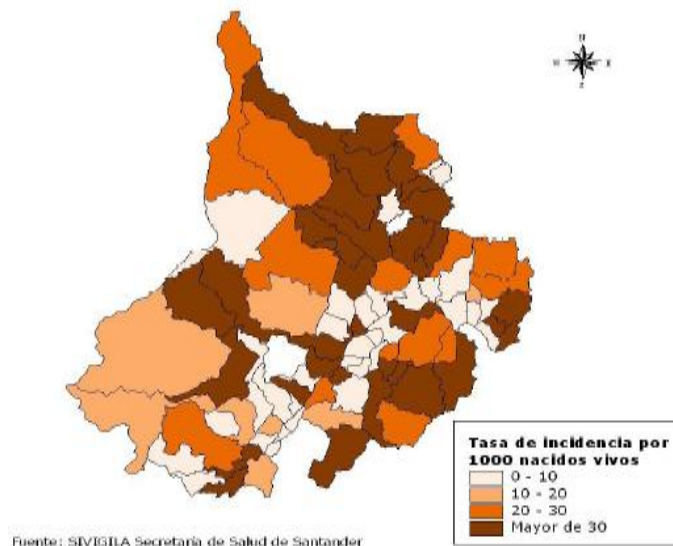 N
Tasa de incidencia por
1000 nacidos vivos
0 - 10
10 - 20
20 - 30
Mayor de 30
Fuente: SIVIGILA Secretaria de Salud de Santander